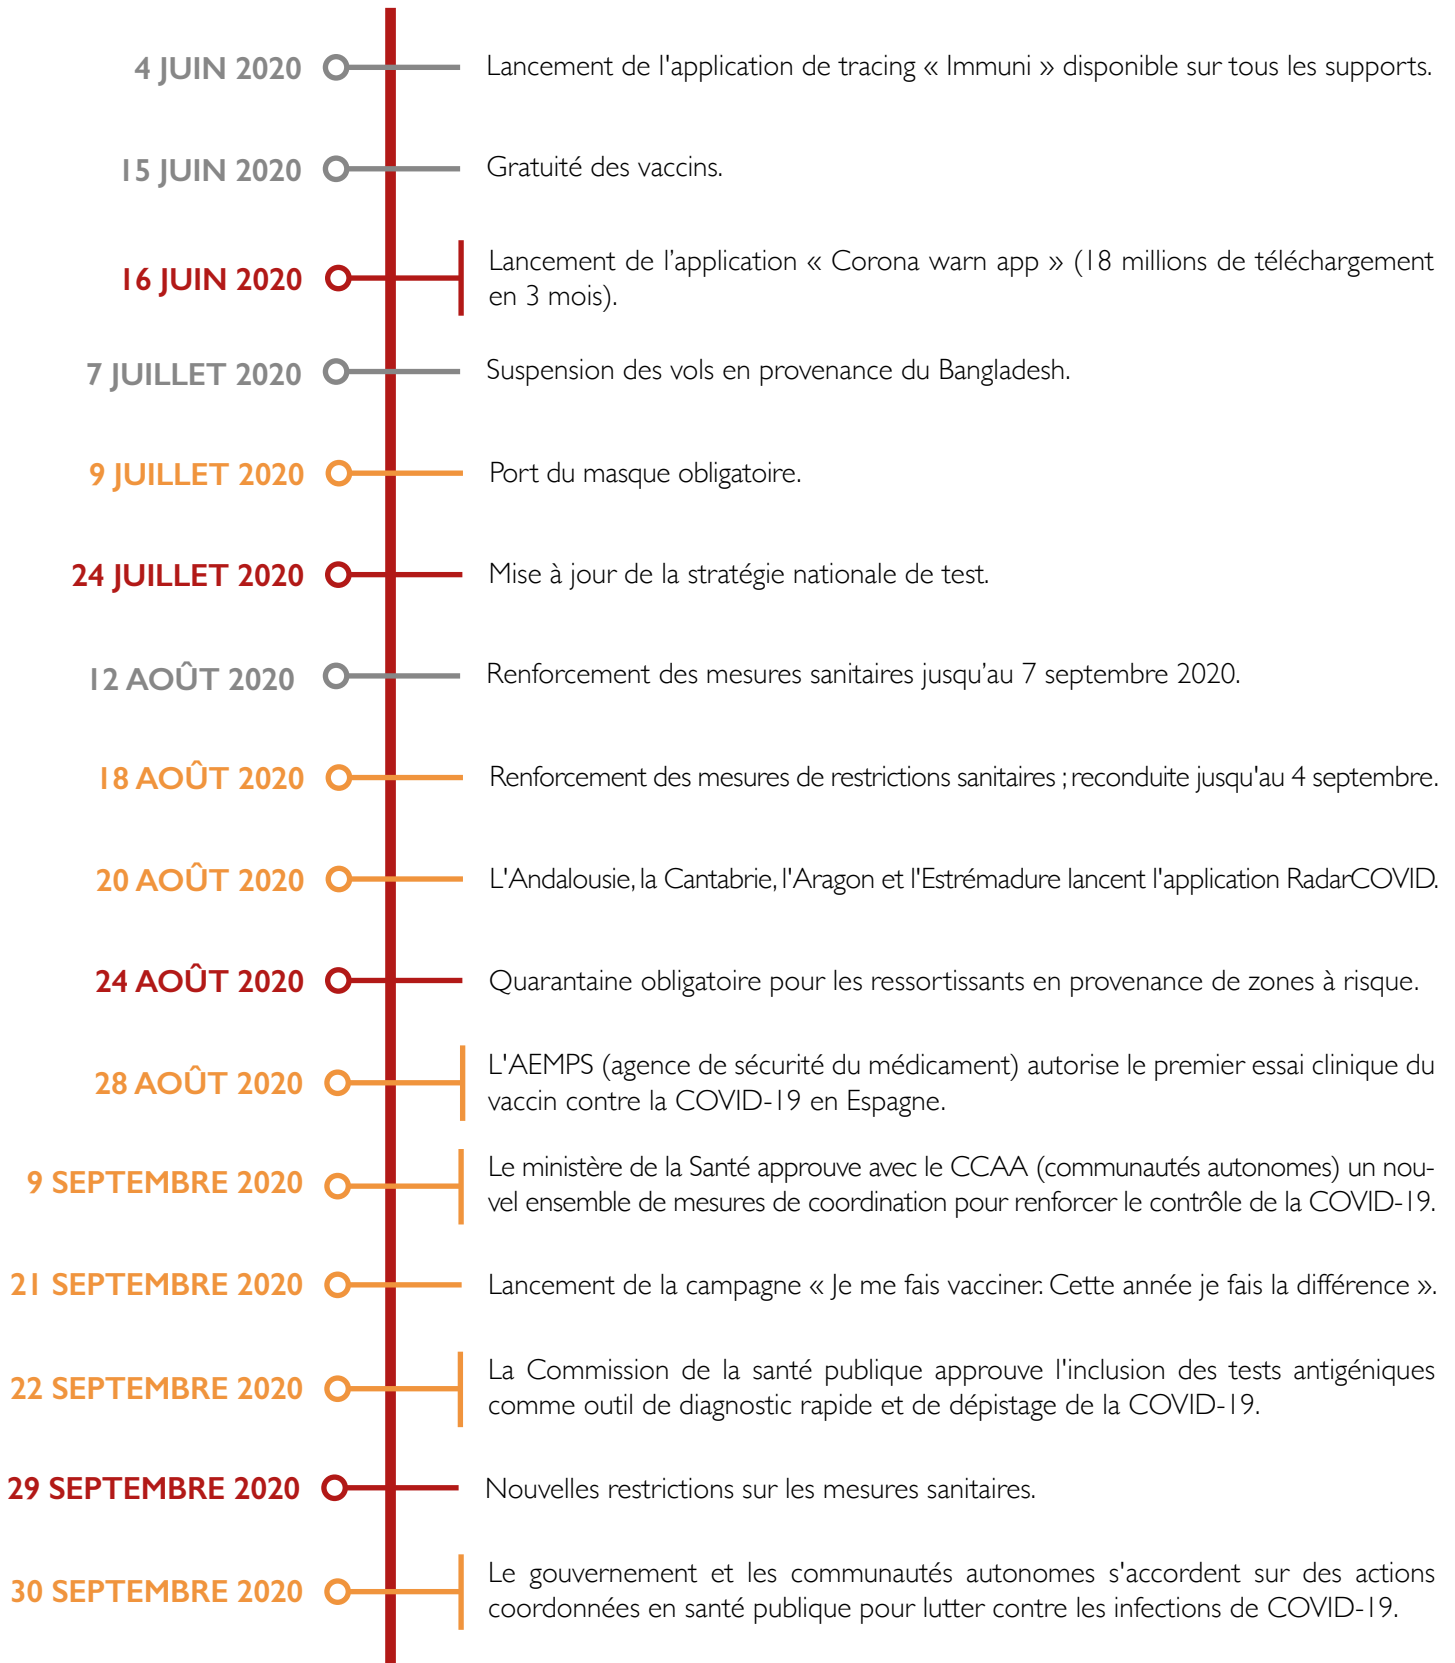 4 JUIN 2020
Lancement de l'application de tracing « Immuni » disponible sur tous les supports.
15 JUIN 2020
Gratuité des vaccins.
16 JUIN 2020
Lancement de l’application « Corona warn app » (18 millions de téléchargement
en 3 mois).
7 JUILLET 2020
Suspension des vols en provenance du Bangladesh.
9 JUILLET 2020
Port du masque obligatoire.
24 JUILLET 2020
Mise à jour de la stratégie nationale de test.
12 AOÛT 2020
Renforcement des mesures sanitaires jusqu’au 7 septembre 2020.
18 AOÛT 2020
Renforcement des mesures de restrictions sanitaires ; reconduite jusqu'au 4 septembre.
20 AOÛT 2020
L'Andalousie, la Cantabrie, l'Aragon et l'Estrémadure lancent l'application RadarCOVID.
24 AOÛT 2020
Quarantaine obligatoire pour les ressortissants en provenance de zones à risque.
28 AOÛT 2020
L'AEMPS (agence de sécurité du médicament) autorise le premier essai clinique du
vaccin contre la COVID-19 en Espagne.
9 SEPTEMBRE 2020
Le ministère de la Santé approuve avec le CCAA (communautés autonomes) un nou-
vel ensemble de mesures de coordination pour renforcer le contrôle de la COVID-19.
21 SEPTEMBRE 2020
Lancement de la campagne « Je me fais vacciner. Cette année je fais la différence ».
22 SEPTEMBRE 2020
La Commission de la santé publique approuve l'inclusion des tests antigéniques
comme outil de diagnostic rapide et de dépistage de la COVID-19.
29 SEPTEMBRE 2020
Nouvelles restrictions sur les mesures sanitaires.
30 SEPTEMBRE 2020
Le gouvernement et les communautés autonomes s'accordent sur des actions
coordonnées en santé publique pour lutter contre les infections de COVID-19.